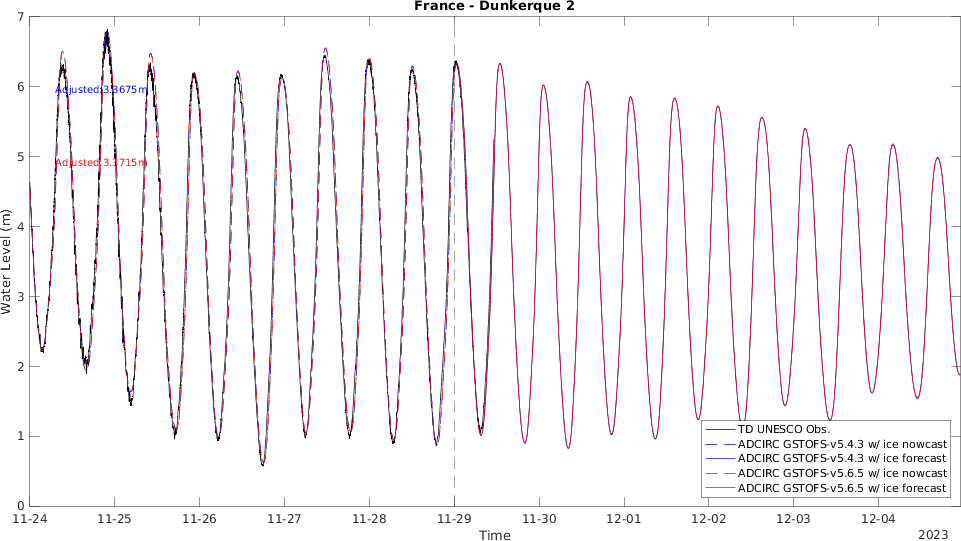 France - Dunkerque 2
7
6
5
4
3
2
1
0
Water Level (m)
Adjusted:3.3675m
Adjusted:3.3715m
TD UNESCO Obs.
ADCIRC GSTOFS-v5.4.3 w/ ice nowcast
ADCIRC GSTOFS-v5.4.3 w/ ice forecast
ADCIRC GSTOFS-v5.6.5 w/ ice nowcast
ADCIRC GSTOFS-v5.6.5 w/ ice forecast
11-24 11-25 11-26 11-27 11-28 11-29 11-30 12-01 12-02 12-03 12-04
Time
2023